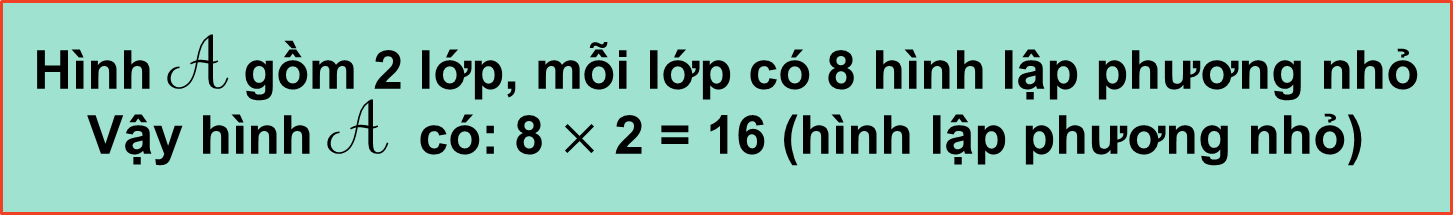 Hình A gồm 2 lớp, mỗi lớp có 8 hình lập phương nhỏ
Vậy hình A có: 8 × 2 = 16 (hình lập phương nhỏ)